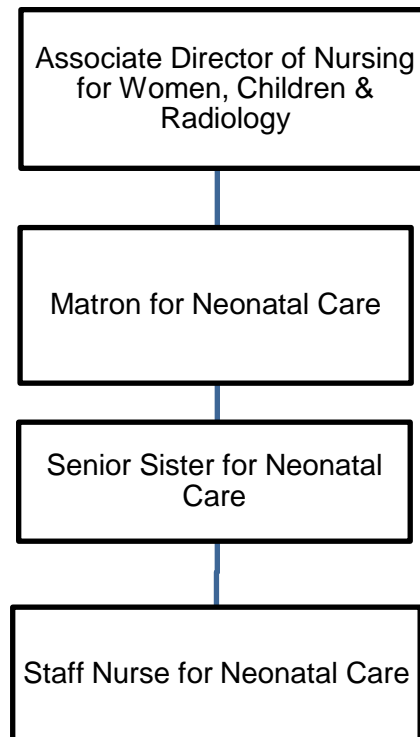 Associate Director of Nursing
for Women, Children &
Radiology
Matron for Neonatal Care
Senior Sister for Neonatal
Care
Staff Nurse for Neonatal Care